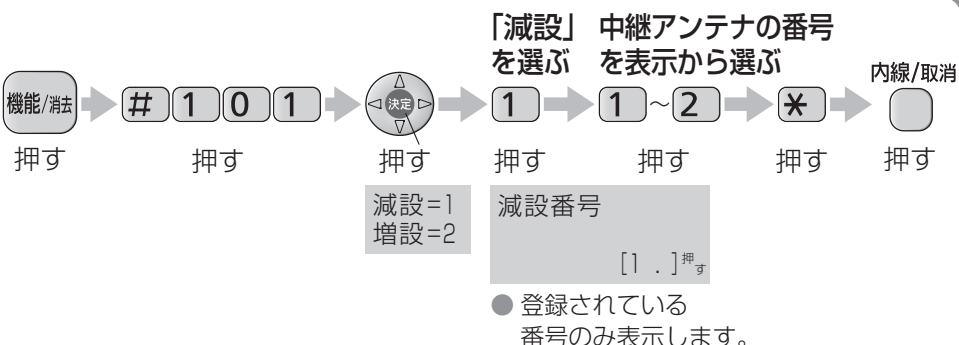 「減設」 中継アンテナの番号
を選ぶ を表示から選ぶ
内線/取消
機能/消去 # 1 0 1 決定 1 1~2 *
押す 押す 押す 押す 押す 押す 押す
減設=1
増設=2
減設番号
[1 . ]押す
● 登録されている
番号のみ表示します。